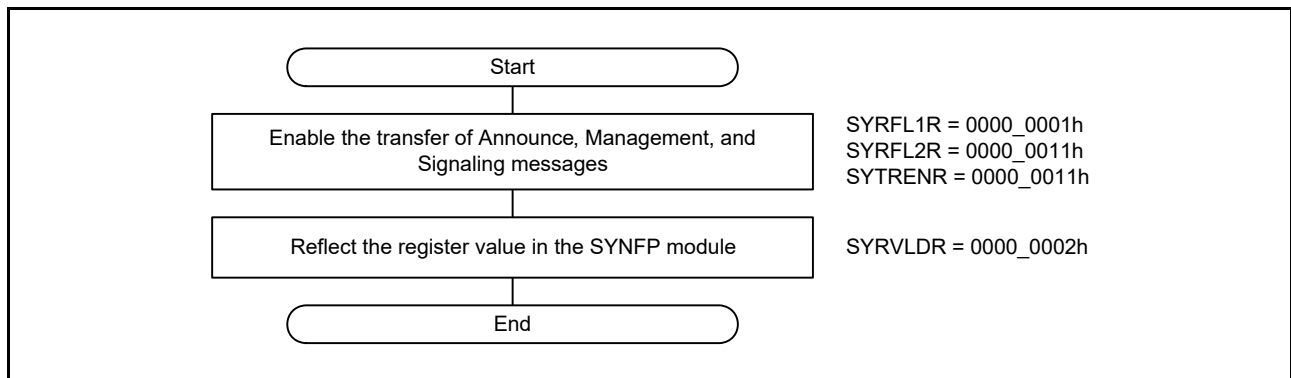 Start
Enable the transfer of Announce, Management, and
Signaling messages
SYRFL1R = 0000_0001h
SYRFL2R = 0000_0011h
SYTRENR = 0000_0011h
Reflect the register value in the SYNFP module
SYRVLDR = 0000_0002h
End